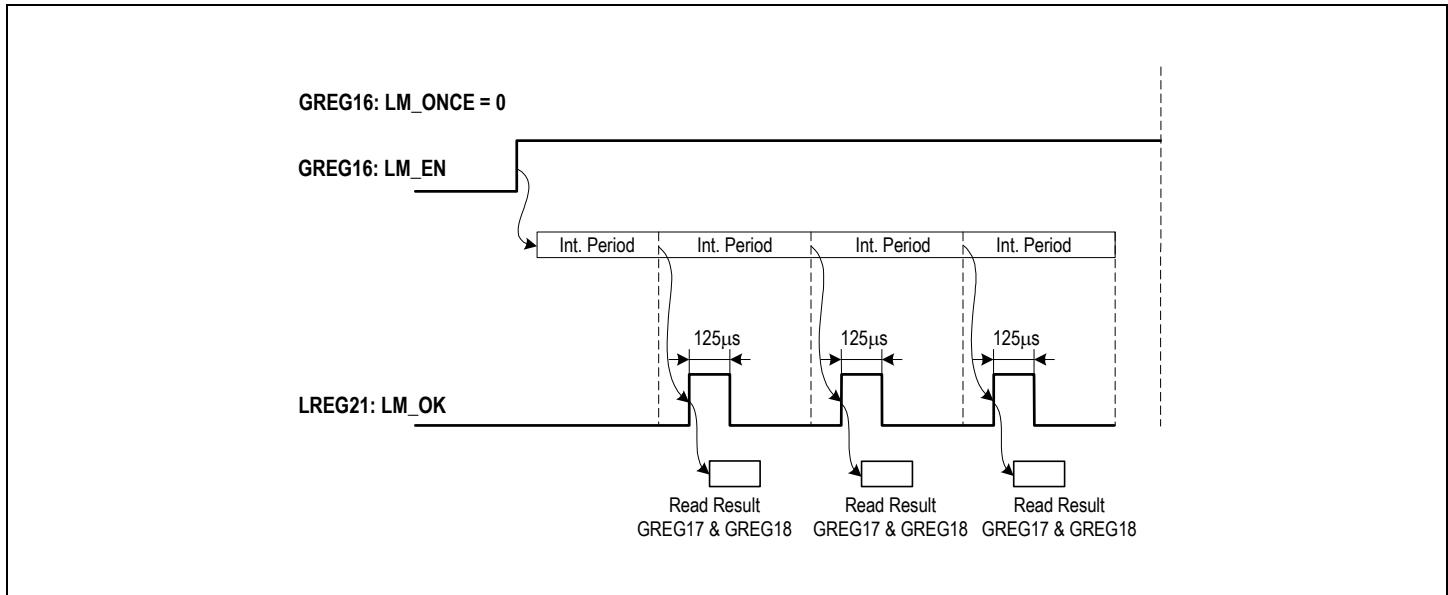 GREG16: LM_ONCE = 0
GREG16: LM_EN
Int. Period Int. Period Int. Period Int. Period
125μs 125μs 125μs
LREG21: LM_OK
Read Result Read Result Read Result
GREG17 & GREG18 GREG17 & GREG18 GREG17 & GREG18